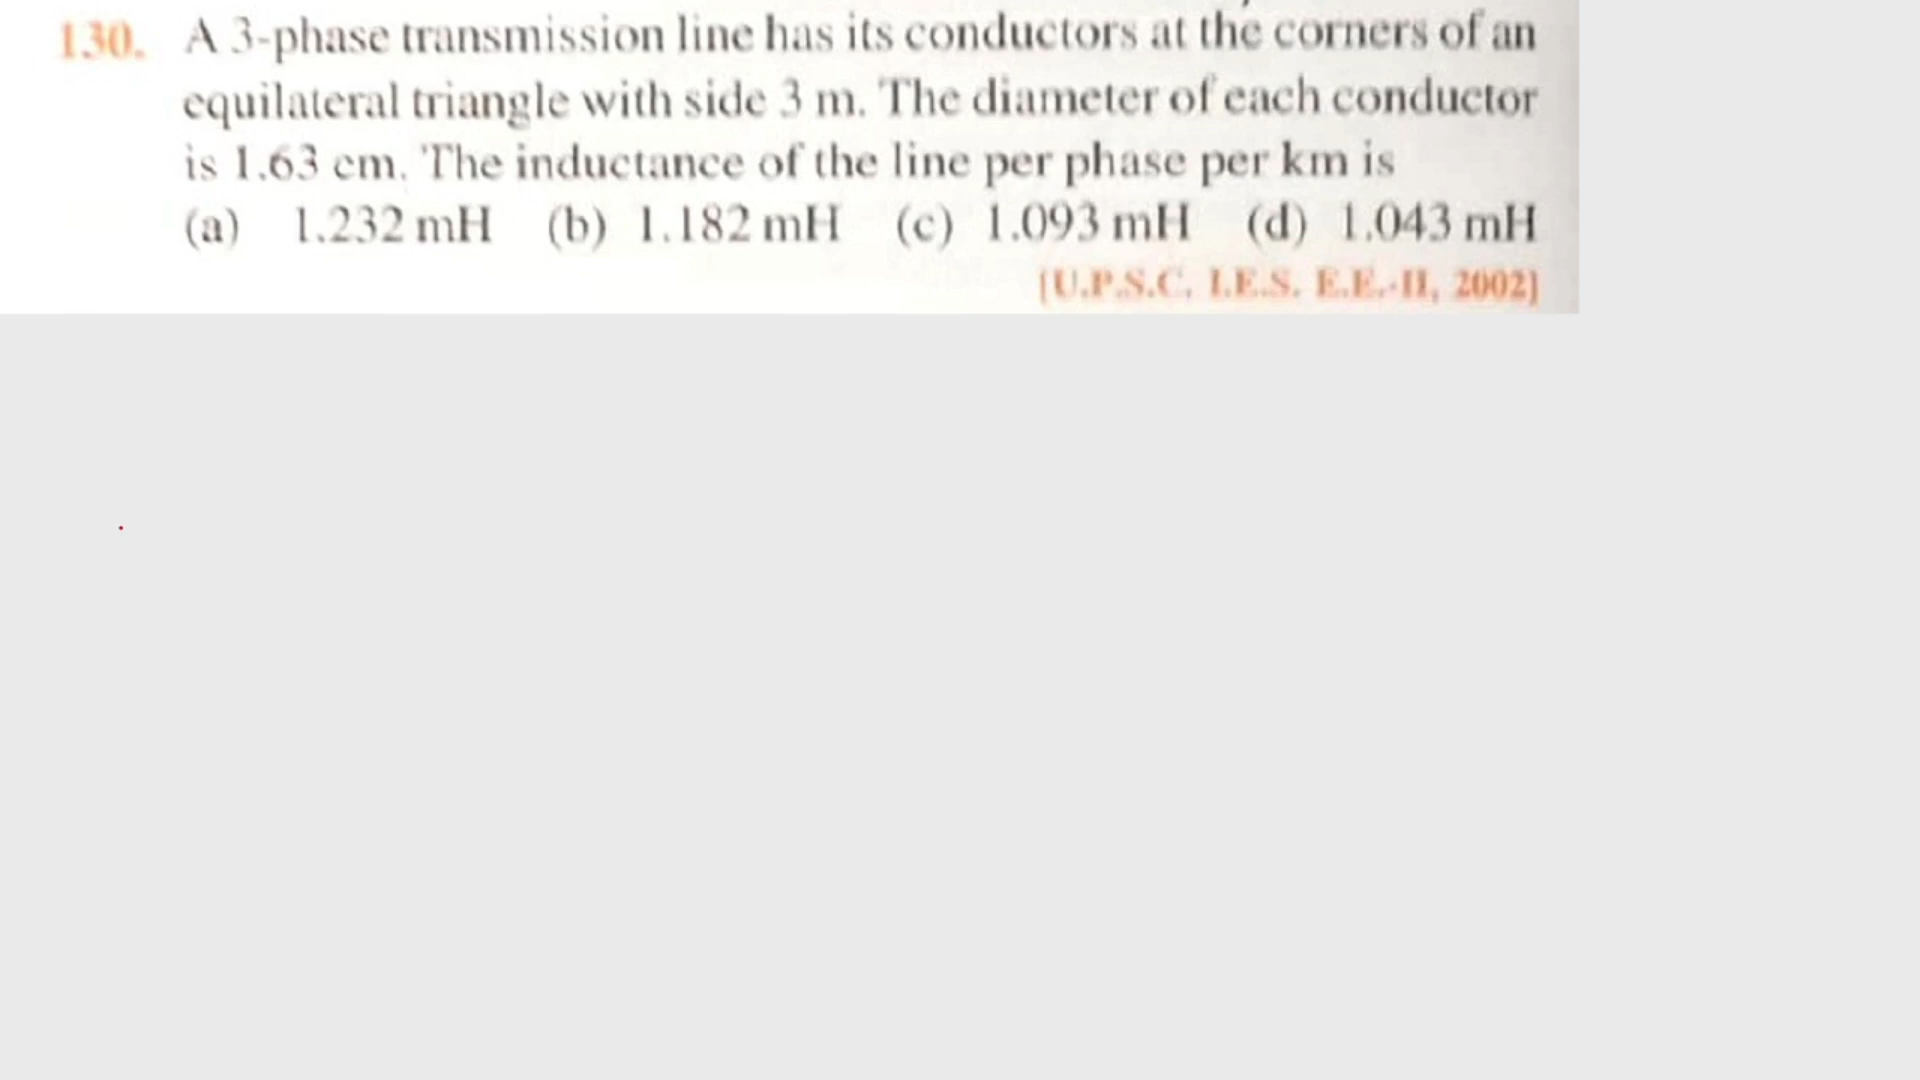 130. A 3-phase transmission line has its conductors at the corners of an
equilateral triangle with side 3 m. The diameter of each conductor
is 1.63 cm. The inductance of the line per phase per km is
(a) 1.232 mH (b) 1.182 mH (c) 1.093 mH (d) 1.043 mH
[U.P.S.C. I.E.S. E.E.-II, 2002]